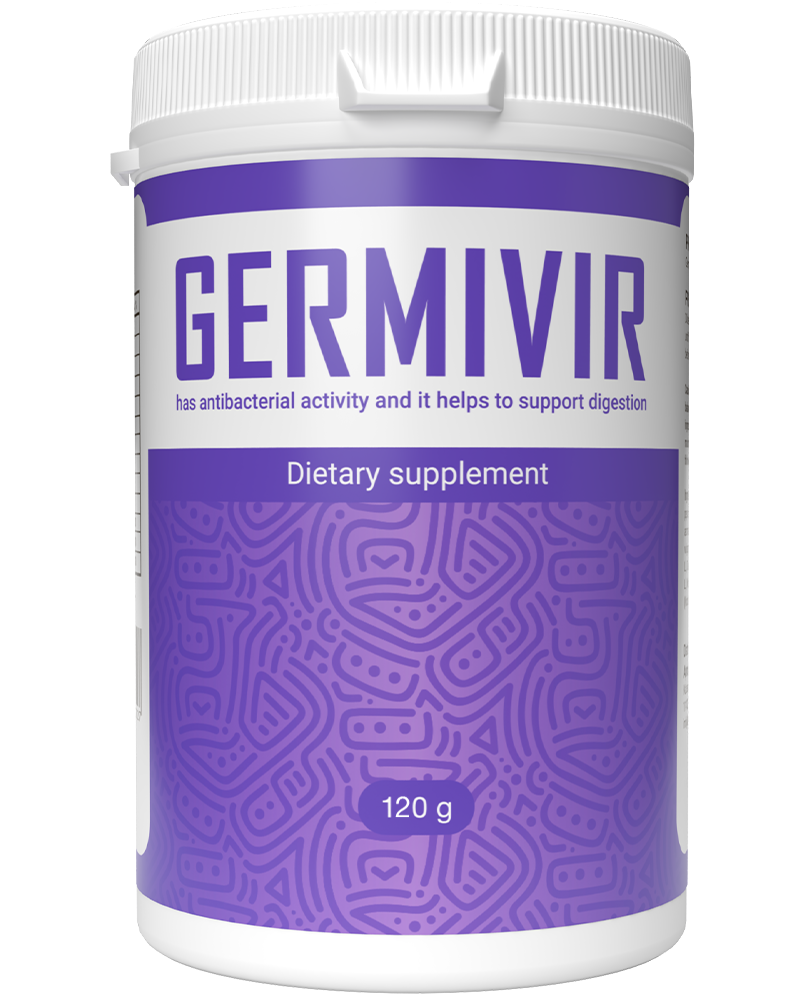 GERMIVIR
has antibacterial activity and it helps to support digestion
Dietary supplement
120 g